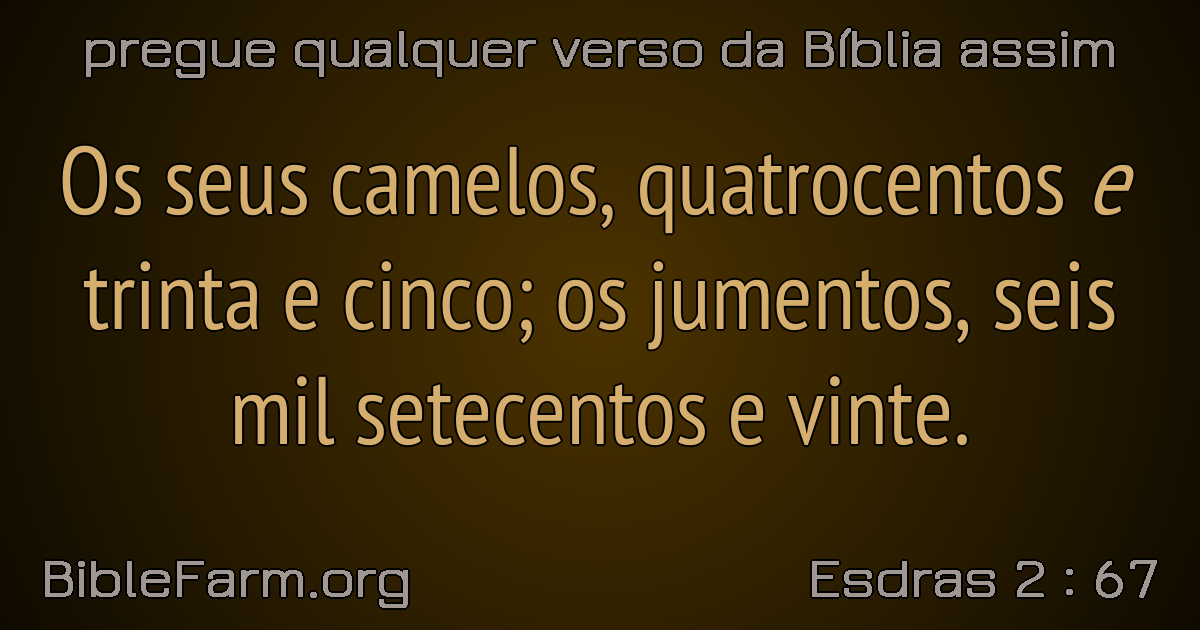 pregue qualquer verso da Bíblia assim
Os seus camelos, quatrocentos e
trinta e cinco; os jumentos, seis
mil setecentos e vinte.
BibleFarm.org
Esdras 2 : 67